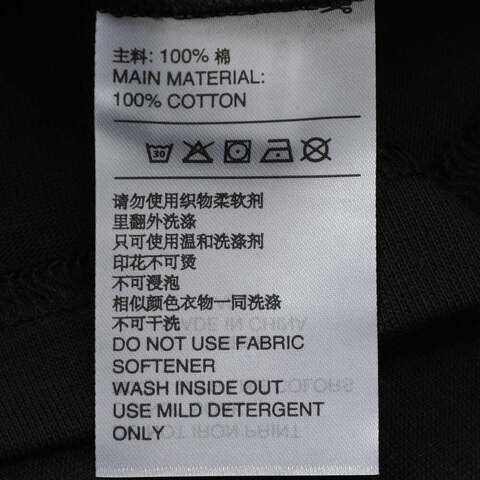 主料: 100% 棉
MAIN MATERIAL:
100% COTTON
30
请勿使用织物柔软剂
里翻外洗涤
只可使用温和洗涤剂
印花不可烫
不可漫泡
相似颜色衣物一同洗涤
不可干洗
DO NOT USE FABRIC
SOFTENER
WASH INSIDE OUT
USE MILD DETERGENT
ONLY